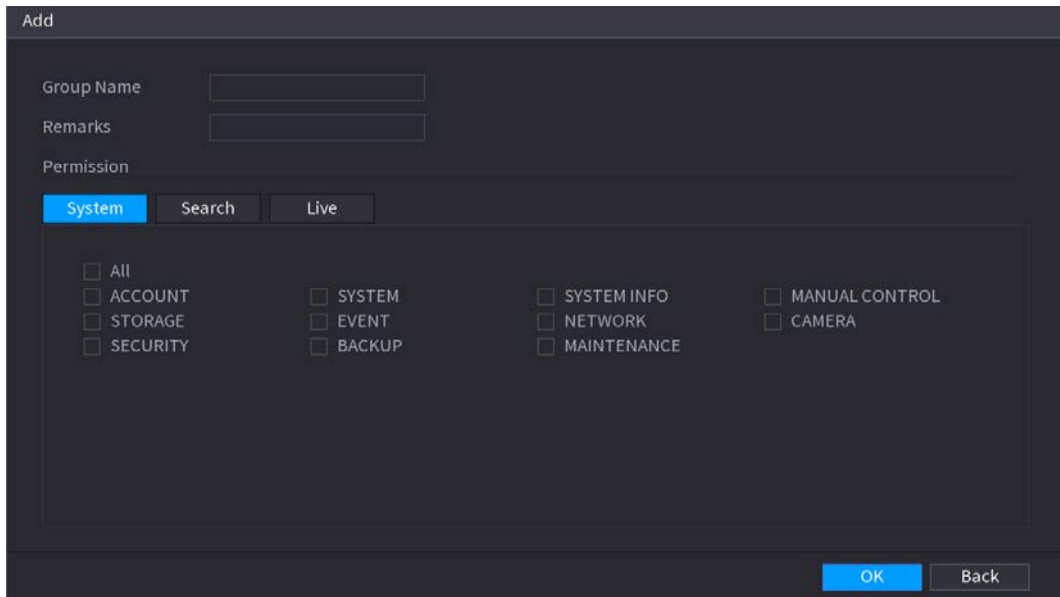 Add
Group Name
Remarks
Permission
System Search Live
All
ACCOUNT SYSTEM SYSTEM INFO MANUAL CONTROL
STORAGE EVENT NETWORK CAMERA
SECURITY BACKUP MAINTENANCE
OK Back